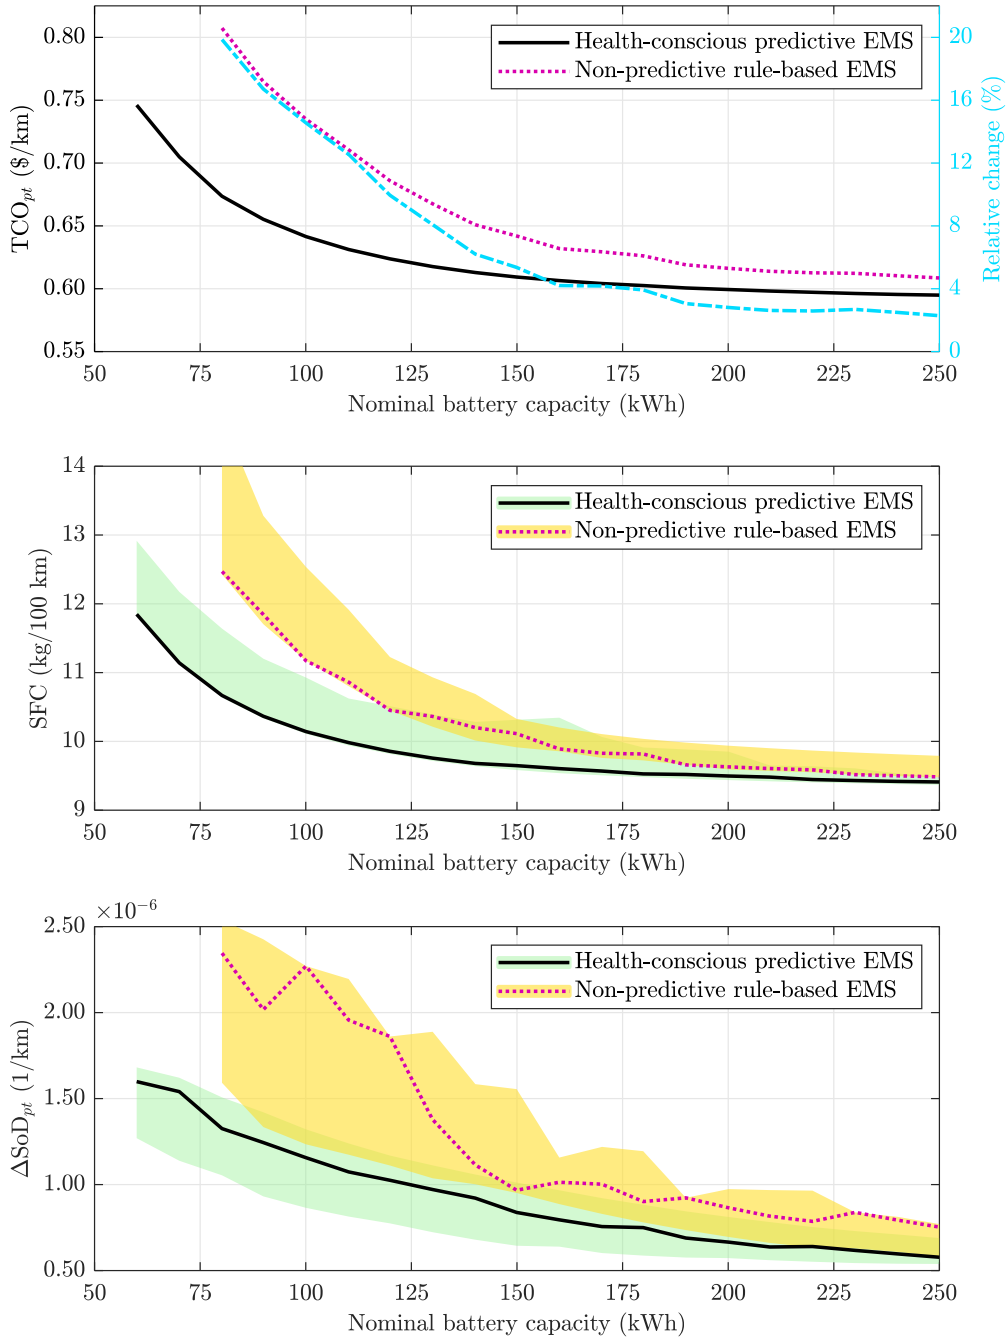 0.80
0.75
0.70
0.65
0.60
0.55
TCO_pt ($/km)
Health-conscious predictive EMS
Non-predictive rule-based EMS
20
16
12
8
4
0
Relative change (%)
50 75 100 125 150 175 200 225 250
Nominal battery capacity (kWh)
14
13
12
11
10
9
SFC (kg/100 km)
Health-conscious predictive EMS
Non-predictive rule-based EMS
50 75 100 125 150 175 200 225 250
Nominal battery capacity (kWh)
×10⁻⁶
2.50
2.00
1.50
1.00
0.50
ΔSoD_pt (1/km)
Health-conscious predictive EMS
Non-predictive rule-based EMS
50 75 100 125 150 175 200 225 250
Nominal battery capacity (kWh)